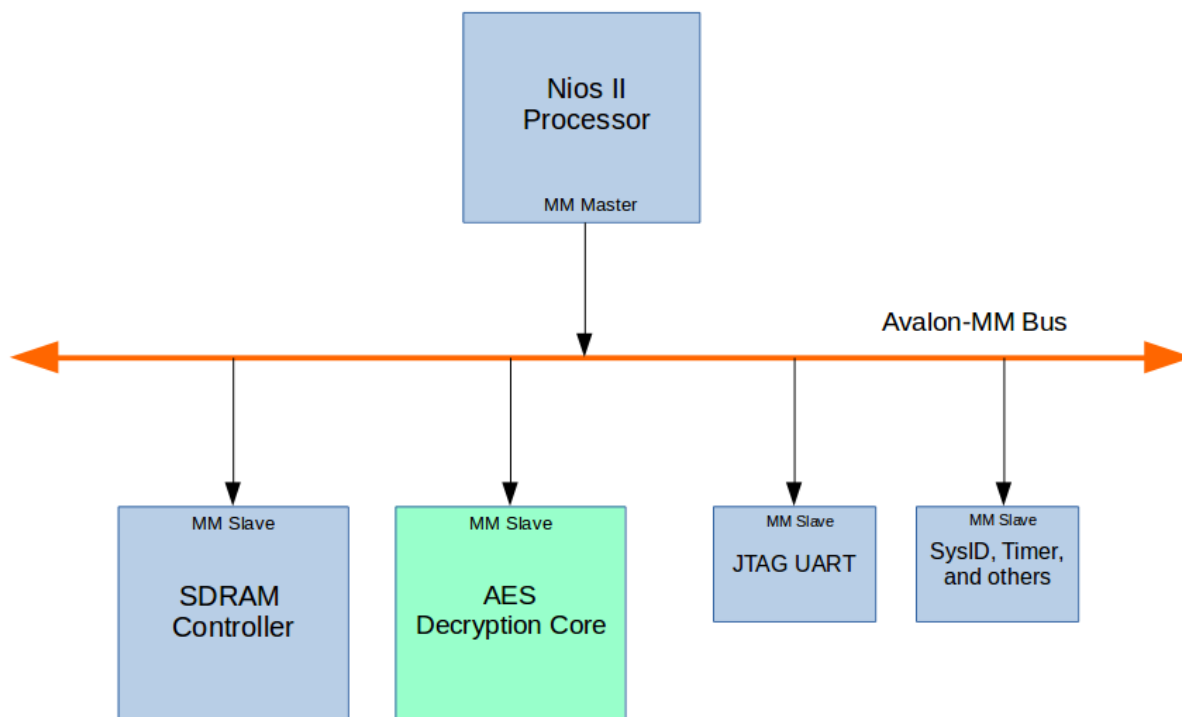 Nios II
Processor
MM Master
Avalon-MM Bus
MM Slave
SDRAM
Controller
MM Slave
AES
Decryption Core
MM Slave
JTAG UART
MM Slave
SysID, Timer,
and others